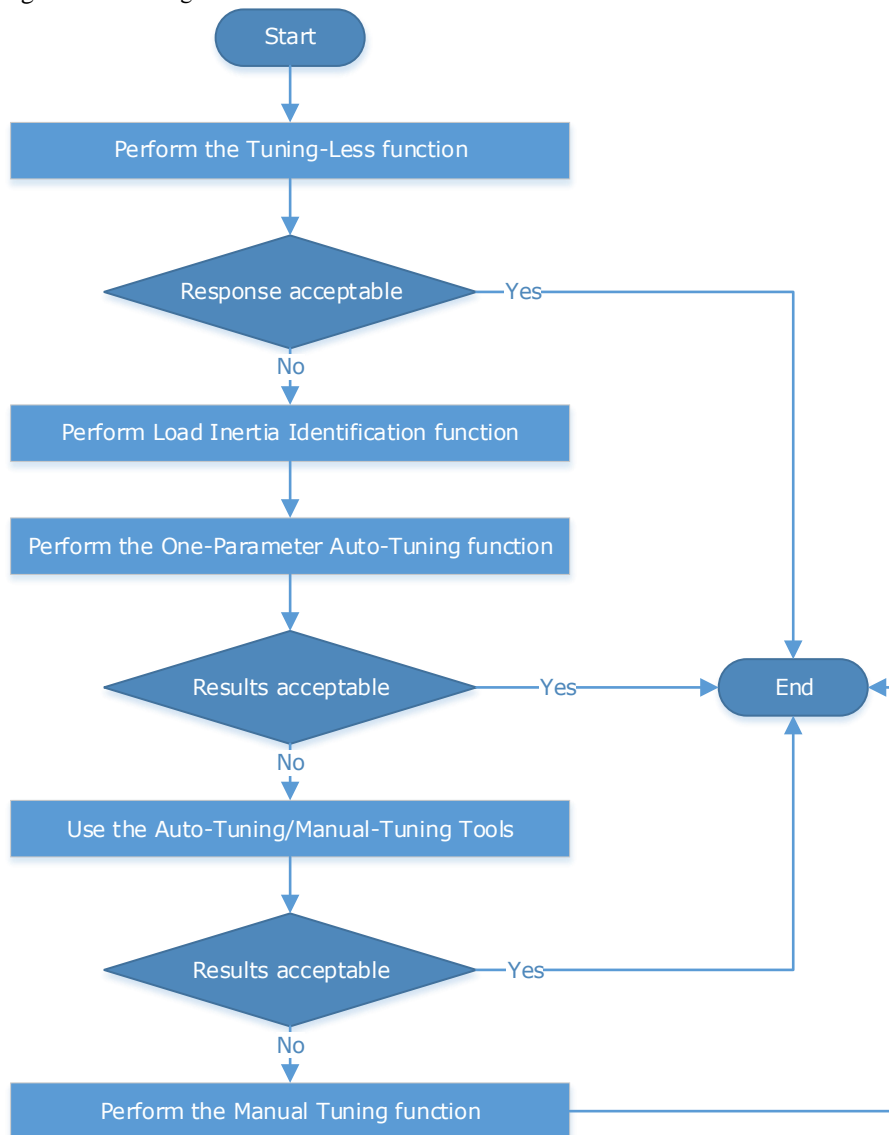 Start
Perform the Tuning-Less function
Response acceptable
Yes
No
Perform Load Inertia Identification function
Perform the One-Parameter Auto-Tuning function
Results acceptable
Yes
End
No
Use the Auto-Tuning/Manual-Tuning Tools
Results acceptable
Yes
No
Perform the Manual Tuning function